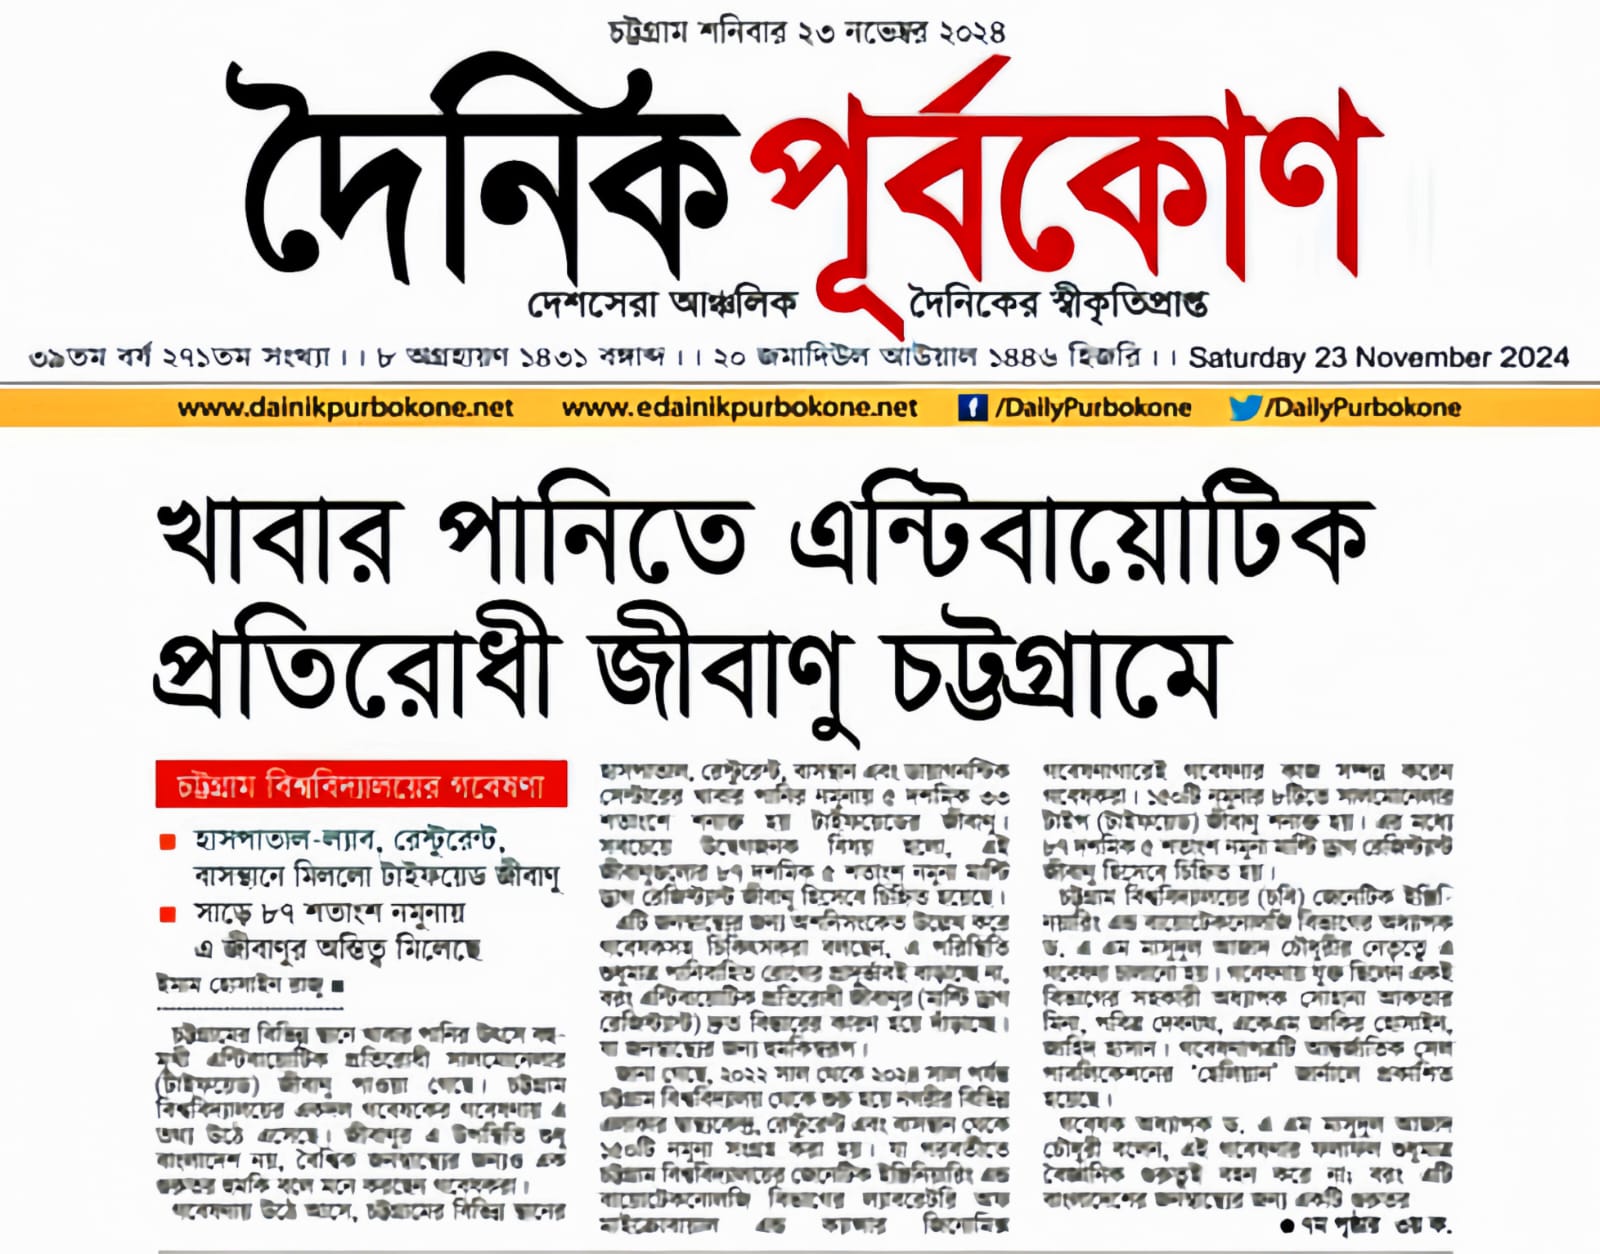 চট্টগ্রাম শনিবার ২৩ নভেম্বর ২০২৪
দৈনিক পূর্বকোণ
দেশসেরা আঞ্চলিক দৈনিকের স্বীকৃতিপ্রাপ্ত
৩৯তম বর্ষ ২৭১তম সংখ্যা ।। ৮ অগ্রহায়ণ ১৪৩১ বঙ্গাব্দ ।। ২০ জমাদিউল আউয়াল ১৪৪৬ হিজরি ।। Saturday 23 November 2024
www.dainikpurbokone.net www.edainikpurbokone.net /DailyPurbokone /DailyPurbokone
খাবার পানিতে এন্টিবায়োটিক
প্রতিরোধী জীবাণু চট্টগ্রামে
চট্টগ্রাম বিশ্ববিদ্যালয়ের গবেষণা
হাসপাতাল-ল্যাব, রেস্টুরেন্ট,
বাসস্থানে মিললো টাইফয়েড জীবাণু
সাড়ে ৮৭ শতাংশ নমুনায়
এ জীবাণুর অস্তিত্ব মিলেছে
ইমাম হোসাইন রাজু
চট্টগ্রামের বিভিন্ন স্থানে খাবার পানির উৎসে বহু-
মুখী এন্টিবায়োটিক প্রতিরোধী সালমোনেলার
(টাইফয়েড) জীবাণু পাওয়া গেছে। চট্টগ্রাম
বিশ্ববিদ্যালয়ের একদল গবেষকের গবেষণায় এ
তথ্য উঠে এসেছে। জীবাণুর এ উপস্থিতি শুধু
বাংলাদেশ নয়, বৈশ্বিক জনস্বাস্থ্যের জন্যও এক
গুরুতর হুমকি বলে মনে করছেন গবেষকরা।
গবেষণায় উঠে আসে, চট্টগ্রামের বিভিন্ন স্থানের
হাসপাতাল, রেস্টুরেন্ট, বাসস্থান এবং ডায়াগনস্টিক
সেন্টারের খাবার পানির নমুনায় ৫ দশমিক ৩৩
শতাংশে শনাক্ত হয় টাইফয়েডের জীবাণু।
সবচেয়ে উদ্বেগজনক বিষয় হলো, এই
জীবাণুগুলোর ৮৭ দশমিক ৫ শতাংশ নমুনা মাল্টি
ড্রাগ রেজিস্ট্যান্ট জীবাণু হিসেবে চিহ্নিত হয়েছে।
এটি জনস্বাস্থ্যের জন্য অশনিসংকেত উল্লেখ করে
গবেষকসহ চিকিৎসকরা বলছেন, এ পরিস্থিতি
শুধুমাত্র পানিবাহিত রোগের প্রাদুর্ভাবই বাড়াচ্ছে না,
বরং এন্টিবায়োটিক প্রতিরোধী জীবাণুর (মাল্টি ড্রাগ
রেজিস্ট্যান্ট) দ্রুত বিস্তারের কারণ হয়ে দাঁড়াচ্ছে।
যা জনস্বাস্থ্যের জন্য হুমকিস্বরূপ।
জানা গেছে, ২০২২ সাল থেকে ২০২৪ সাল পর্যন্ত
চট্টগ্রাম বিশ্ববিদ্যালয় থেকে শুরু হয়ে নগরীর বিভিন্ন
এলাকার স্বাস্থ্যকেন্দ্র, রেস্টুরেন্ট এবং বাসস্থান থেকে
১৫০টি নমুনা সংগ্রহ করা হয়। যা পরবর্তীতে
চট্টগ্রাম বিশ্ববিদ্যালয়ের জেনেটিক ইঞ্জিনিয়ারিং এন্ড
বায়োটেকনোলজি বিভাগের ল্যাবরেটরি অফ
মাইক্রোবায়াল এন্ড ক্যান্সার জিনোমিক্স
গবেষণাগারেই গবেষণার কাজ সম্পন্ন করেন
গবেষকরা। ১৫০টি নমুনার ৮টিতে সালমোনেলার
টাইপ (টাইফয়েড) জীবাণু শনাক্ত হয়। এর মধ্যে
৮৭ দশমিক ৫ শতাংশ নমুনা মাল্টি ড্রাগ রেজিস্ট্যান্ট
জীবাণু হিসেবে চিহ্নিত হয়।
চট্টগ্রাম বিশ্ববিদ্যালয়ের (চবি) জেনেটিক ইঞ্জিনি-
য়ারিং এন্ড বায়োটেকনোলজি বিভাগের অধ্যাপক
ড. এ এম মাসুদুল আজাদ চৌধুরীর নেতৃত্বে এ
গবেষণা চালানো হয়। গবেষণায় যুক্ত ছিলেন একই
বিভাগের সহকারী অধ্যাপক সোহানা আকতার
মিনা, পবিত্র দেবনাথ, একেএম জাকির হোসাইন,
জাহিদ হাসান। গবেষণাপত্রটি আন্তর্জাতিক সেল
পাবলিকেশনের 'হেলিয়ান' জার্নালে প্রকাশিত
হয়েছে।
গবেষক অধ্যাপক ড. এ এম মাসুদুল আজাদ
চৌধুরী বলেন, এই গবেষণার ফলাফল শুধুমাত্র
বৈজ্ঞানিক গুরুত্বই বহন করে না; বরং এটি
বাংলাদেশের জনস্বাস্থ্যের জন্য একটি গুরুতর
৭ম পৃষ্ঠার ৩য় ক.